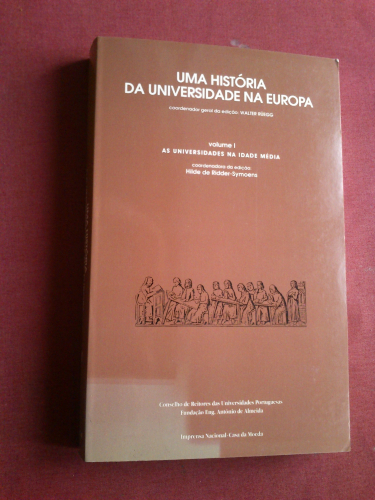 UMA HISTÓRIA
DA UNIVERSIDADE NA EUROPA
coordenador geral da edição: WALTER RÜEGG
volume I
AS UNIVERSIDADES NA IDADE MÉDIA
coordenadora da edição:
Hilde de Ridder-Symoens
Conselho de Reitores das Universidades Portuguesas
Fundação Eng. António de Almeida
Imprensa Nacional-Casa da Moeda